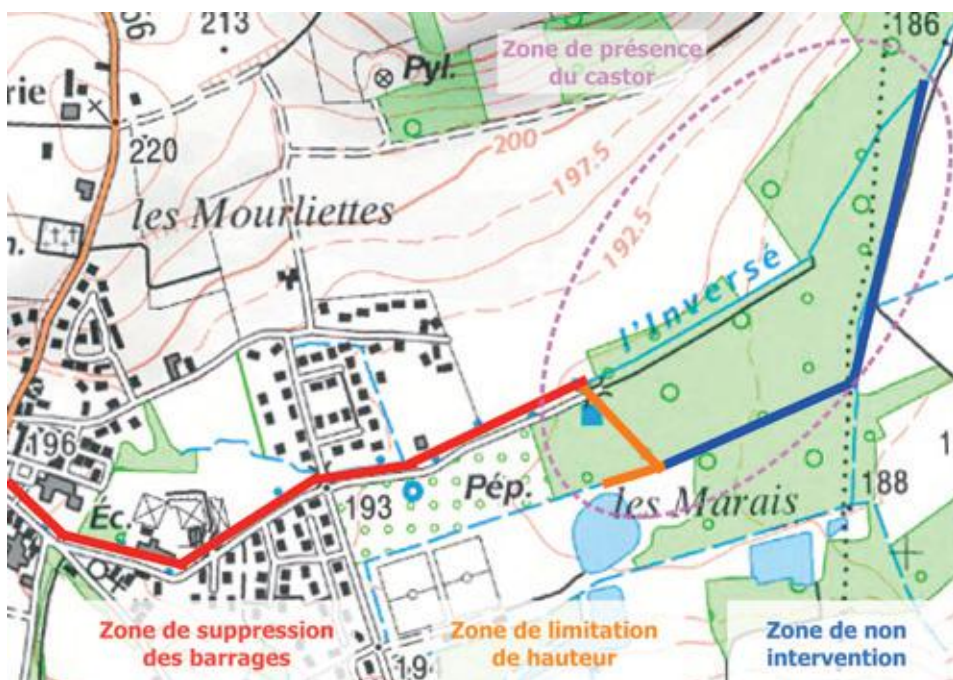 213
Zone de présence
du castor
186
Pyl.
rie
220
200
197.5
192.5
les Mourliettes
l'Inversé
196
193
Pép.
les Marais
188
Éc.
Zone de suppression
des barrages
Zone de limitation
de hauteur
Zone de non
intervention